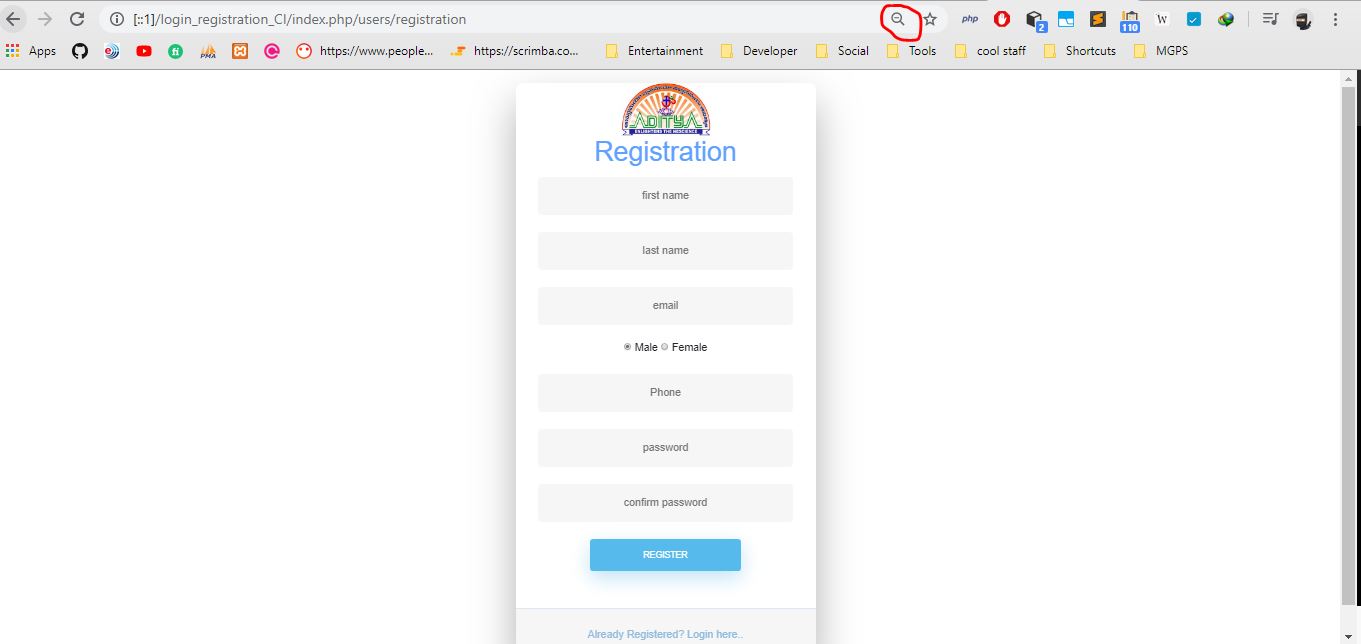 [::1]/login_registration_CI/index.php/users/registration
php
2
110
W
Apps
PMA
https://www.people...
https://scrimba.co...
Entertainment
Developer
Social
Tools
cool staff
Shortcuts
MGPS
ADITYA
ENLIGHTENS THE NESCIENCE
Registration
first name
last name
email
Male Female
Phone
password
confirm password
REGISTER
Already Registered? Login here..